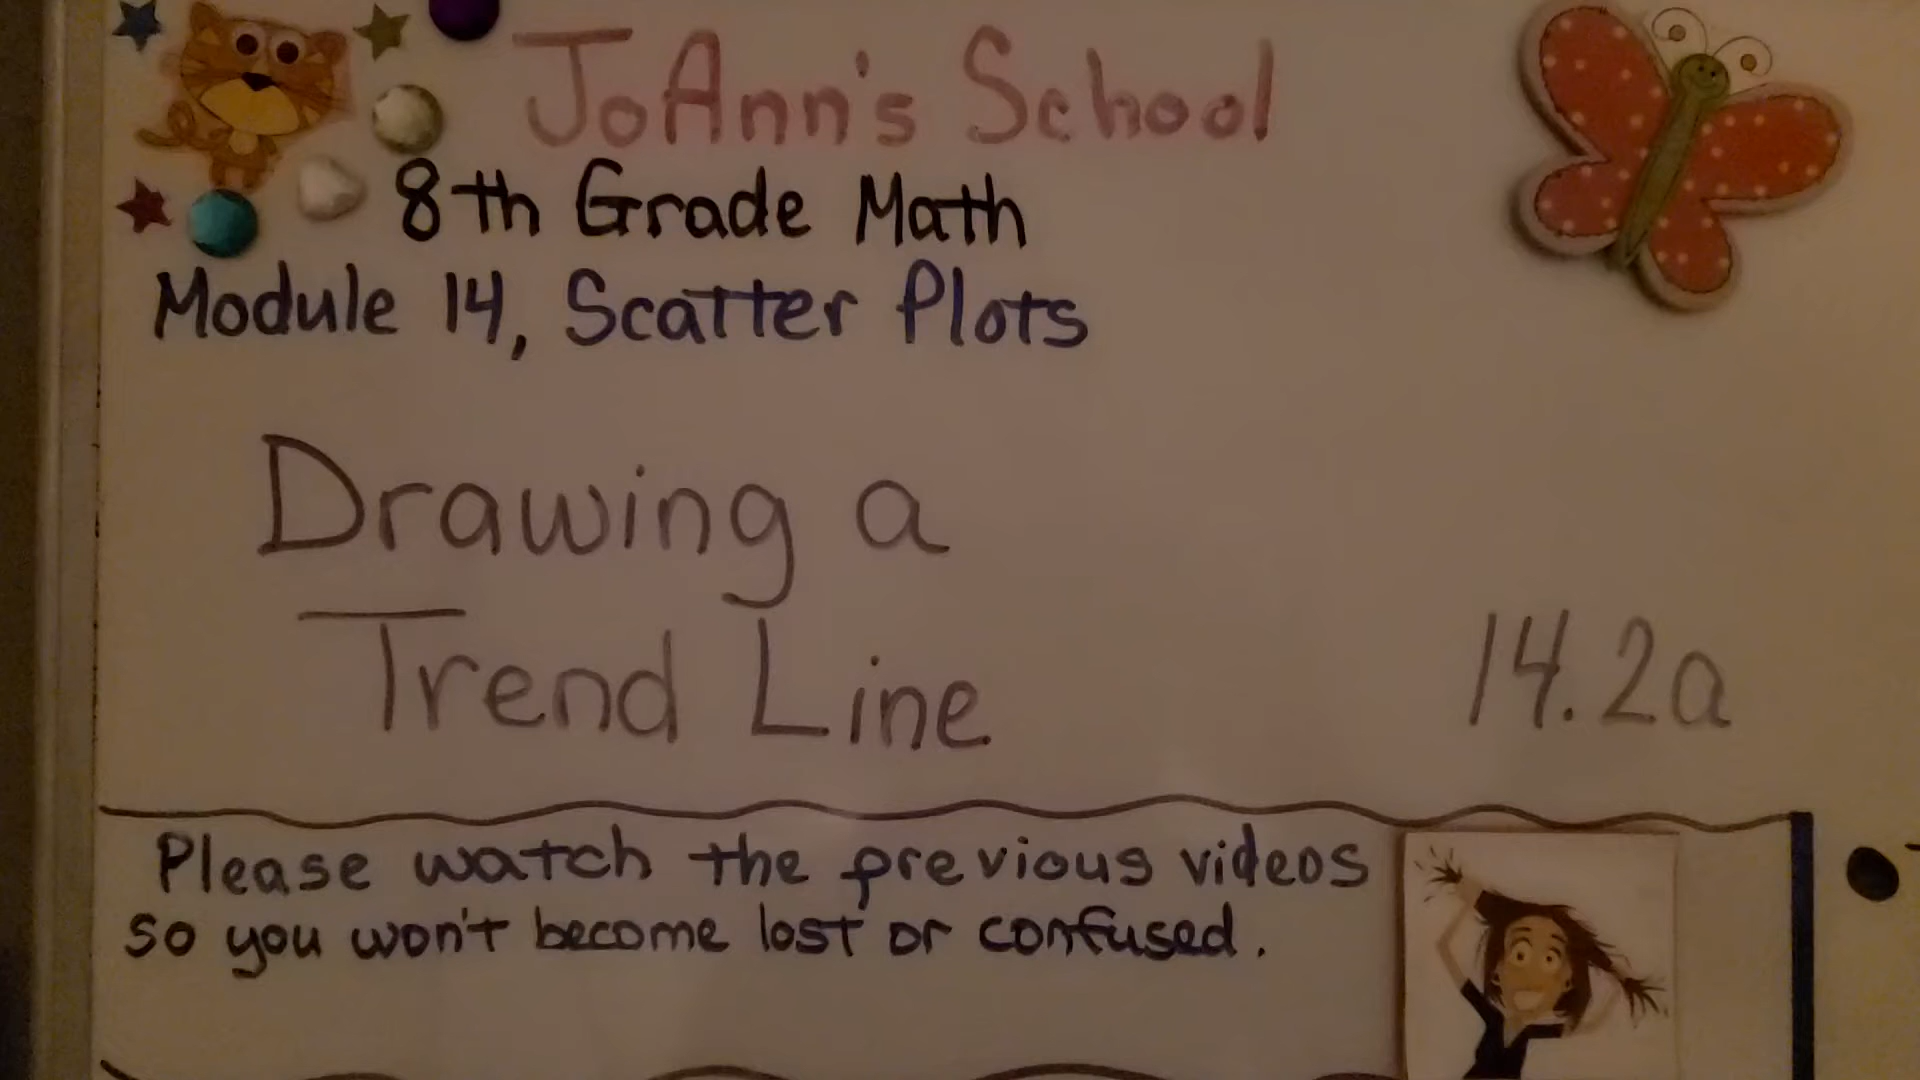 JoAnn's School
8th Grade Math
Module 14, Scatter Plots
Drawing a
Trend Line
14.2a
Please watch the previous videos
so you won't become lost or confused.